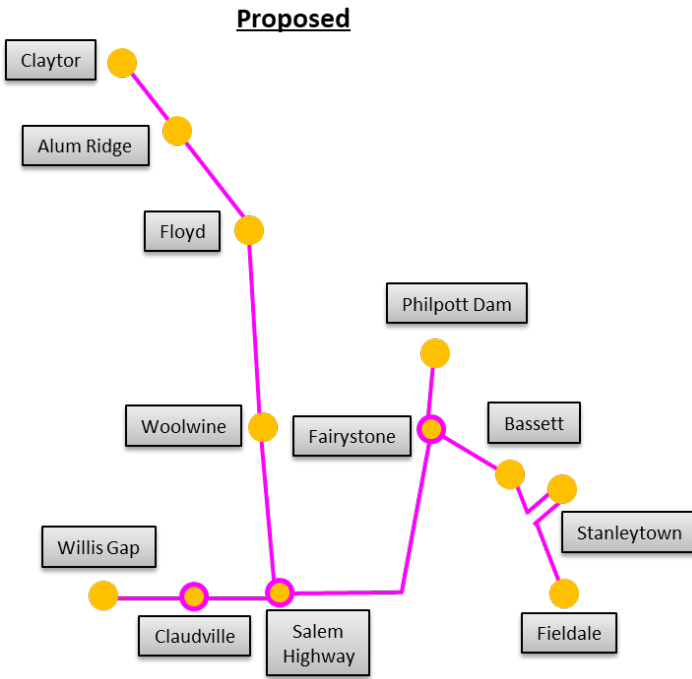 Proposed
Claytor
Alum Ridge
Floyd
Philpott Dam
Woolwine
Fairystone
Bassett
Stanleytown
Willis Gap
Claudville
Salem
Highway
Fieldale